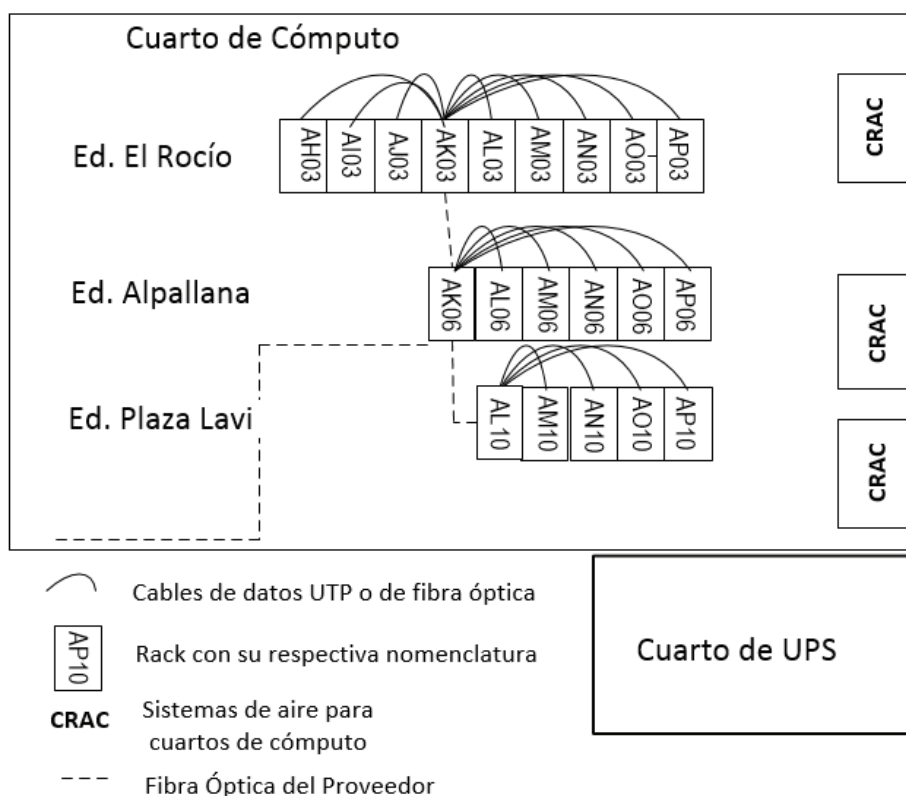 Cuarto de Cómputo
CRAC
Ed. El Rocío
AH03
AI03
AJ03
AK03
AL03
AM03
AN03
AO03
AP03
Ed. Alpallana
AK06
AL06
AM06
AN06
AO06
AP06
CRAC
Ed. Plaza Lavi
AL10
AM10
AN10
AO10
AP10
CRAC
Cables de datos UTP o de fibra óptica
AP10
Rack con su respectiva nomenclatura
Cuarto de UPS
CRAC
Sistemas de aire para
cuartos de cómputo
Fibra Óptica del Proveedor